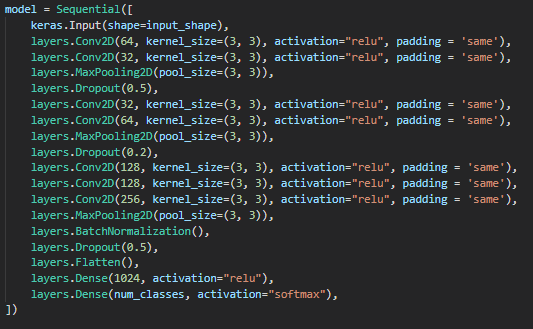 model = Sequential([
    keras.Input(shape=input_shape),
    layers.Conv2D(64, kernel_size=(3, 3), activation="relu", padding = 'same'),
    layers.Conv2D(32, kernel_size=(3, 3), activation="relu", padding = 'same'),
    layers.MaxPooling2D(pool_size=(3, 3)),
    layers.Dropout(0.5),
    layers.Conv2D(32, kernel_size=(3, 3), activation="relu", padding = 'same'),
    layers.Conv2D(64, kernel_size=(3, 3), activation="relu", padding = 'same'),
    layers.MaxPooling2D(pool_size=(3, 3)),
    layers.Dropout(0.2),
    layers.Conv2D(128, kernel_size=(3, 3), activation="relu", padding = 'same'),
    layers.Conv2D(128, kernel_size=(3, 3), activation="relu", padding = 'same'),
    layers.Conv2D(256, kernel_size=(3, 3), activation="relu", padding = 'same'),
    layers.MaxPooling2D(pool_size=(3, 3)),
    layers.BatchNormalization(),
    layers.Dropout(0.5),
    layers.Flatten(),
    layers.Dense(1024, activation="relu"),
    layers.Dense(num_classes, activation="softmax"),
])